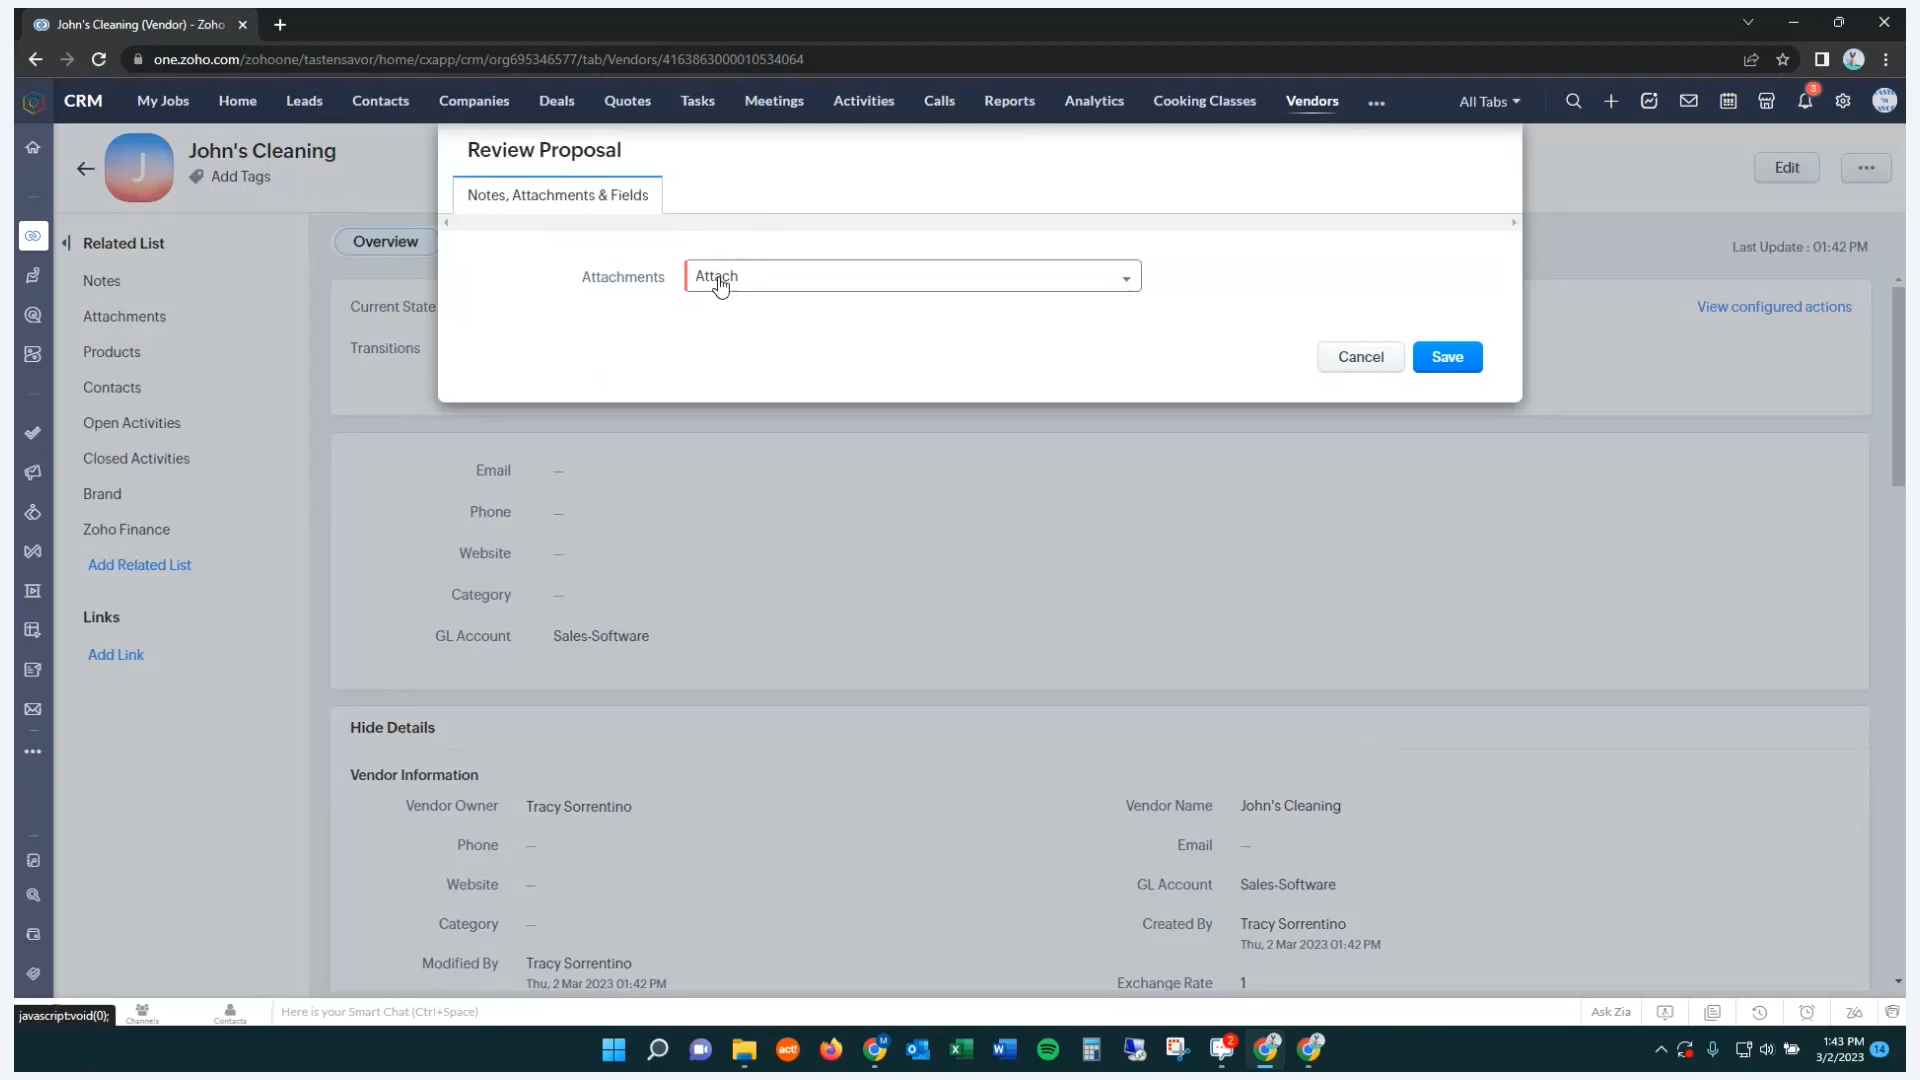 John's Cleaning (Vendor) - Zoho
one.zoho.com/zohoone/tastensavor/home/cxapp/crm/org695346577/tab/Vendors/4163863000010534064
CRM My Jobs Home Leads Contacts Companies Deals Quotes Tasks Meetings Activities Calls Reports Analytics Cooking Classes Vendors All Tabs 3
J
John's Cleaning
Add Tags
Edit
Review Proposal
Notes, Attachments & Fields
Attachments Attach
Cancel Save
Related List
Notes
Attachments
Products
Contacts
Open Activities
Closed Activities
Brand
Zoho Finance
Add Related List
Links
Add Link
Overview
Last Update : 01:42 PM
Current State
View configured actions
Transitions
Email —
Phone —
Website —
Category —
GL Account Sales-Software
Hide Details
Vendor Information
Vendor Owner Tracy Sorrentino
Vendor Name John's Cleaning
Phone —
Email —
Website —
GL Account Sales-Software
Category —
Created By Tracy Sorrentino
Thu, 2 Mar 2023 01:42 PM
Modified By Tracy Sorrentino
Thu, 2 Mar 2023 01:42 PM
Exchange Rate 1
javascript:void(0);
Channels
Contacts
Here is your Smart Chat (Ctrl+Space)
Ask Zia
act!
M
2
1:43 PM
3/2/2023
14